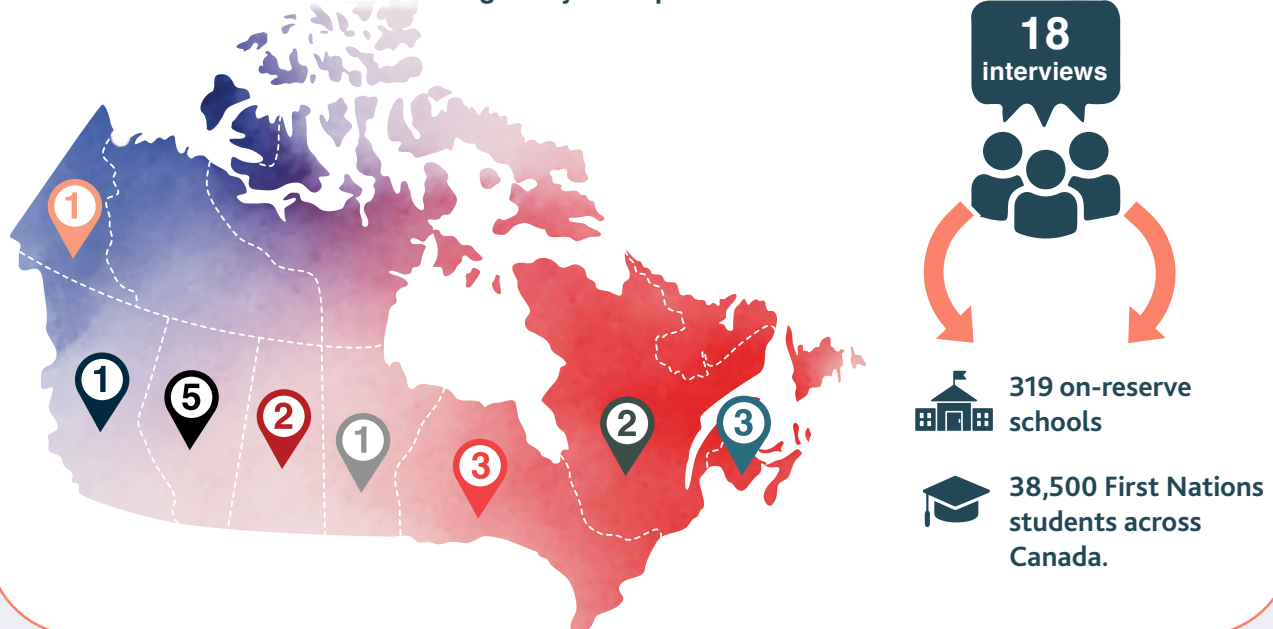 18
interviews
1
1
5
2
1
3
2
3
319 on-reserve
schools
38,500 First Nations
students across
Canada.